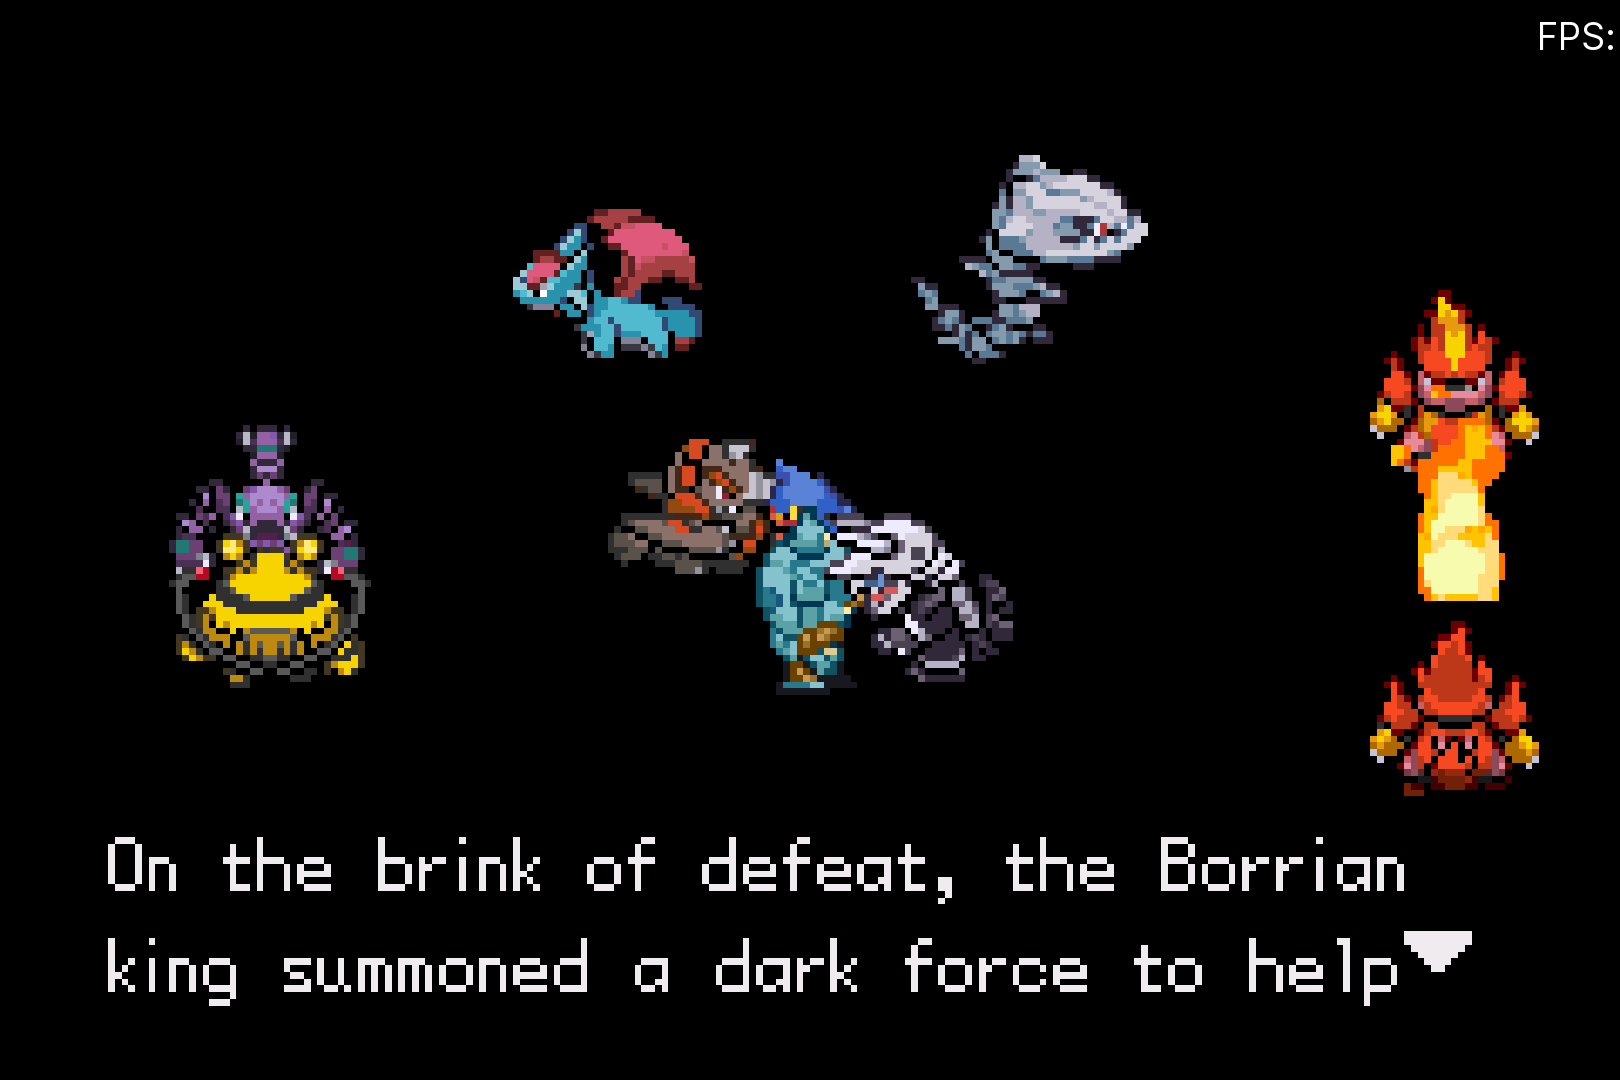 FPS:
On the brink of defeat, the Borrian
king summoned a dark force to help